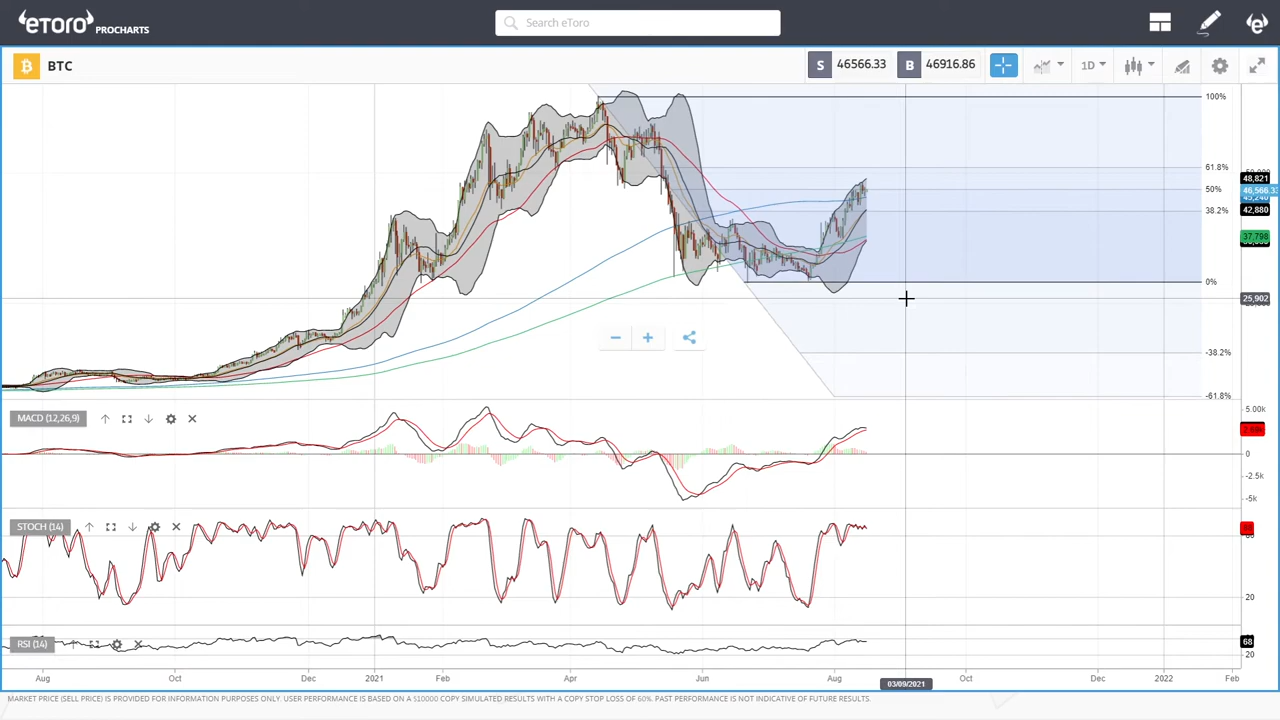 eTORO PROCHARTS
Search eToro
BTC
S 46566.33 B 46916.86 1D
100%
61.8%
48,821
46,566.33
50%
42,880
38.2%
37,798
0%
25,902
-38.2%
-61.8%
MACD (12,26,9)
5.00k
0
-2.5k
-5k
STOCH (14)
20
RSI (14)
68
20
Aug Oct Dec 2021 Feb Apr Jun Aug 03/09/2021 Oct Dec 2022 Feb
MARKET PRICE (SELL PRICE) IS PROVIDED FOR INFORMATION PURPOSES ONLY. USER PERFORMANCE IS BASED ON A $10000 COPY SIMULATED RESULTS WITH A COPY STOP LOSS OF 60%. PAST PERFORMANCE IS NOT INDICATIVE OF FUTURE RESULTS.